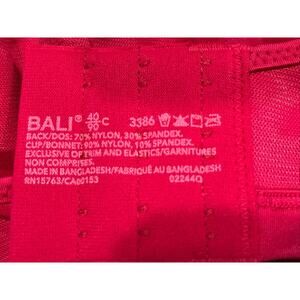 BALI® 40/90 C 3386
BACK/DOS: 70% NYLON, 30% SPANDEX.
CUP/BONNET: 90% NYLON, 10% SPANDEX.
EXCLUSIVE OF TRIM AND ELASTICS/GARNITURES
NON COMPRISES.
MADE IN BANGLADESH/FABRIQUÉ AU BANGLADESH
RN15763/CA00153 02244Q